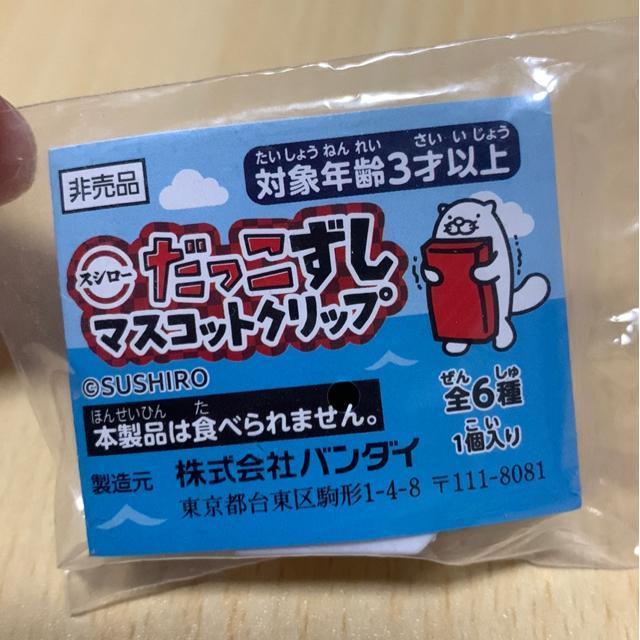 たいしょうねんれい さいいじょう
非売品 対象年齢3才以上
スシロー だっこずし
マスコットクリップ
©SUSHIRO
ほんせいひん た
本製品は食べられません。
ぜん しゅ
全6種
こい
1個入り
製造元 株式会社バンダイ
東京都台東区駒形1-4-8 〒111-8081